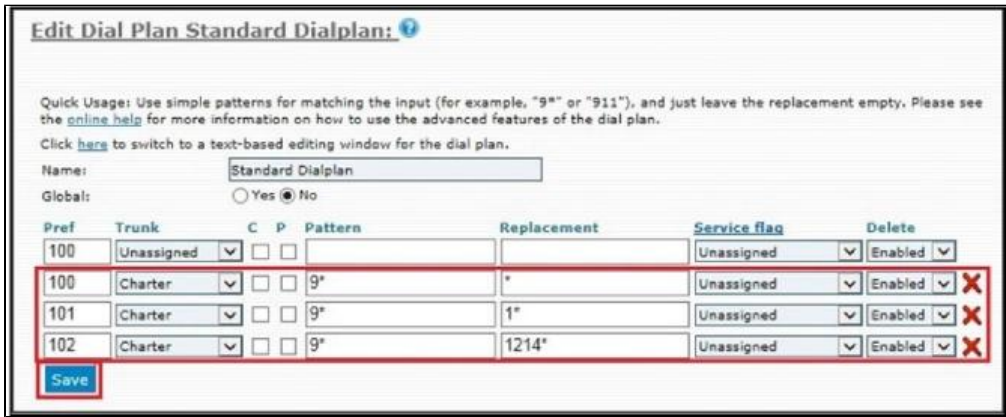 Edit Dial Plan Standard Dialplan:
Quick Usage: Use simple patterns for matching the input (for example, "9*" or "911"), and just leave the replacement empty. Please see
the online help for more information on how to use the advanced features of the dial plan.
Click here to switch to a text-based editing window for the dial plan.
Name: Standard Dialplan
Global: Yes No
Pref Trunk C P Pattern Replacement Service flag Delete
100 Unassigned Unassigned Enabled
100 Charter 9* * Unassigned Enabled
101 Charter 9* 1* Unassigned Enabled
102 Charter 9* 1214* Unassigned Enabled
Save